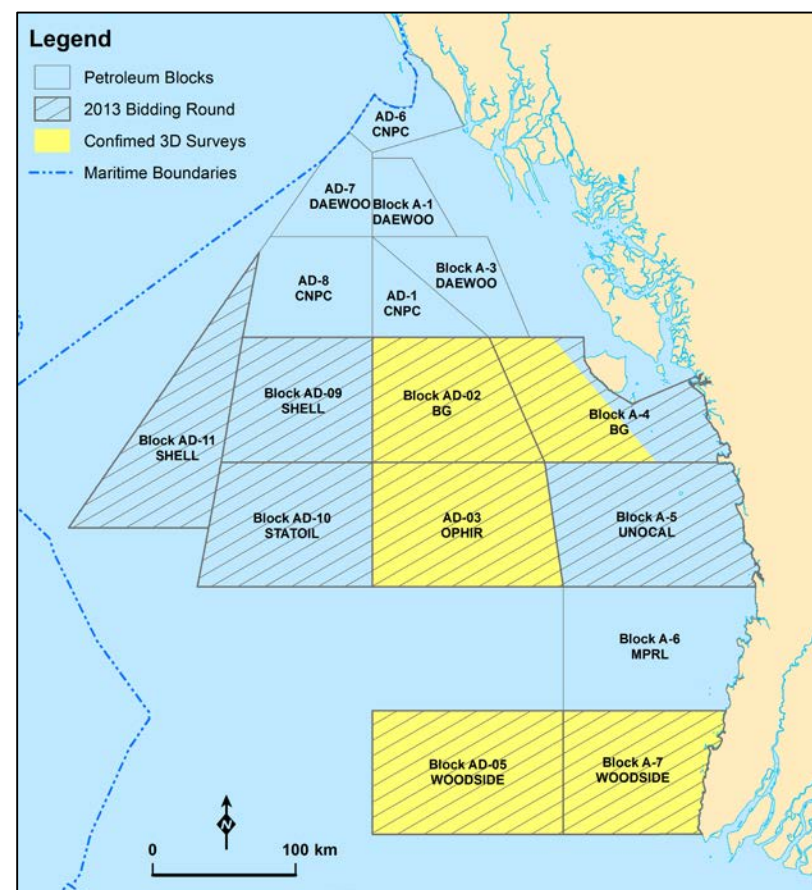 Legend
Petroleum Blocks
2013 Bidding Round
Confimed 3D Surveys
Maritime Boundaries
AD-6
CNPC
AD-7
DAEWOO
Block A-1
DAEWOO
AD-8
CNPC
AD-1
CNPC
Block A-3
DAEWOO
Block AD-09
SHELL
Block AD-02
BG
Block A-4
BG
Block AD-11
SHELL
Block AD-10
STATOIL
AD-03
OPHIR
Block A-5
UNOCAL
Block A-6
MPRL
Block AD-05
WOODSIDE
Block A-7
WOODSIDE
N
0 100 km